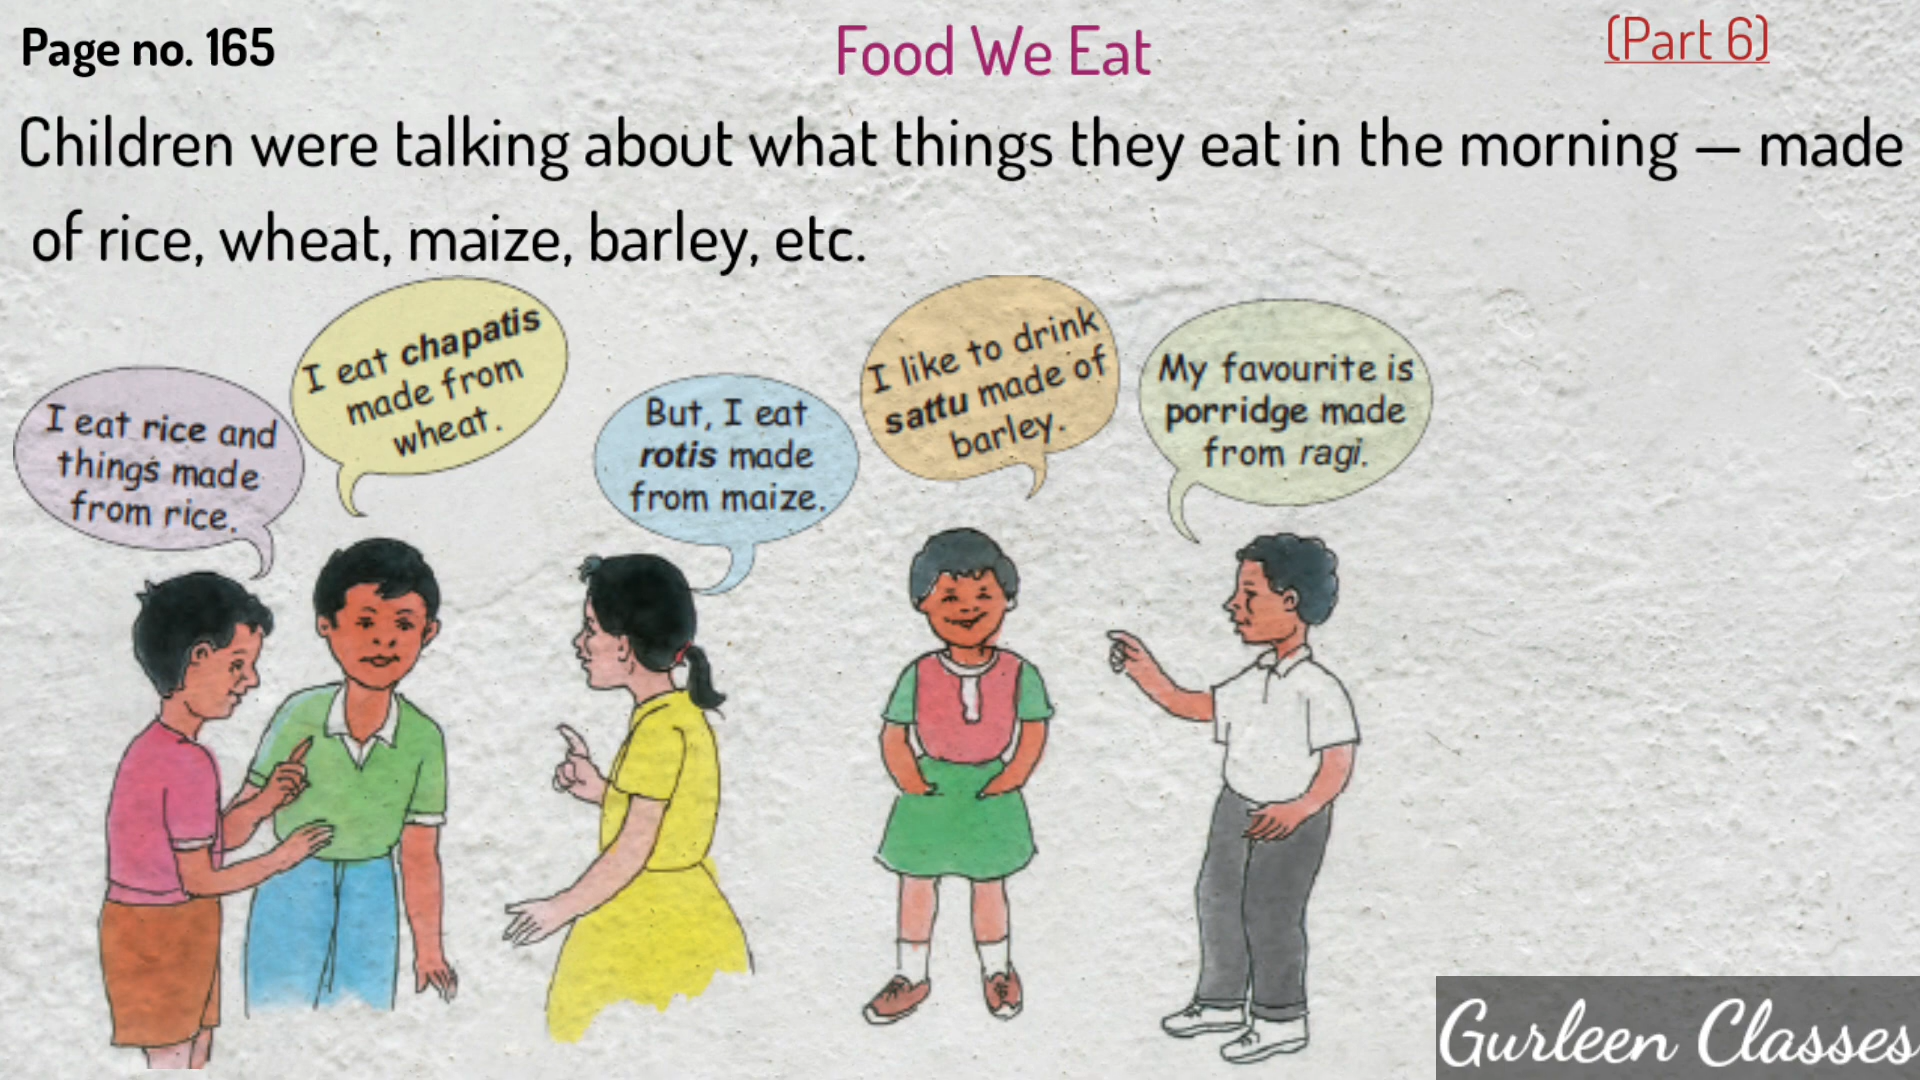 Page no. 165
Food We Eat
(Part 6)
Children were talking about what things they eat in the morning — made
of rice, wheat, maize, barley, etc.
I eat rice and
things made
from rice.
I eat chapatis
made from
wheat.
But, I eat
rotis made
from maize.
I like to drink
sattu made of
barley.
My favourite is
porridge made
from ragi.
Gurleen Classes